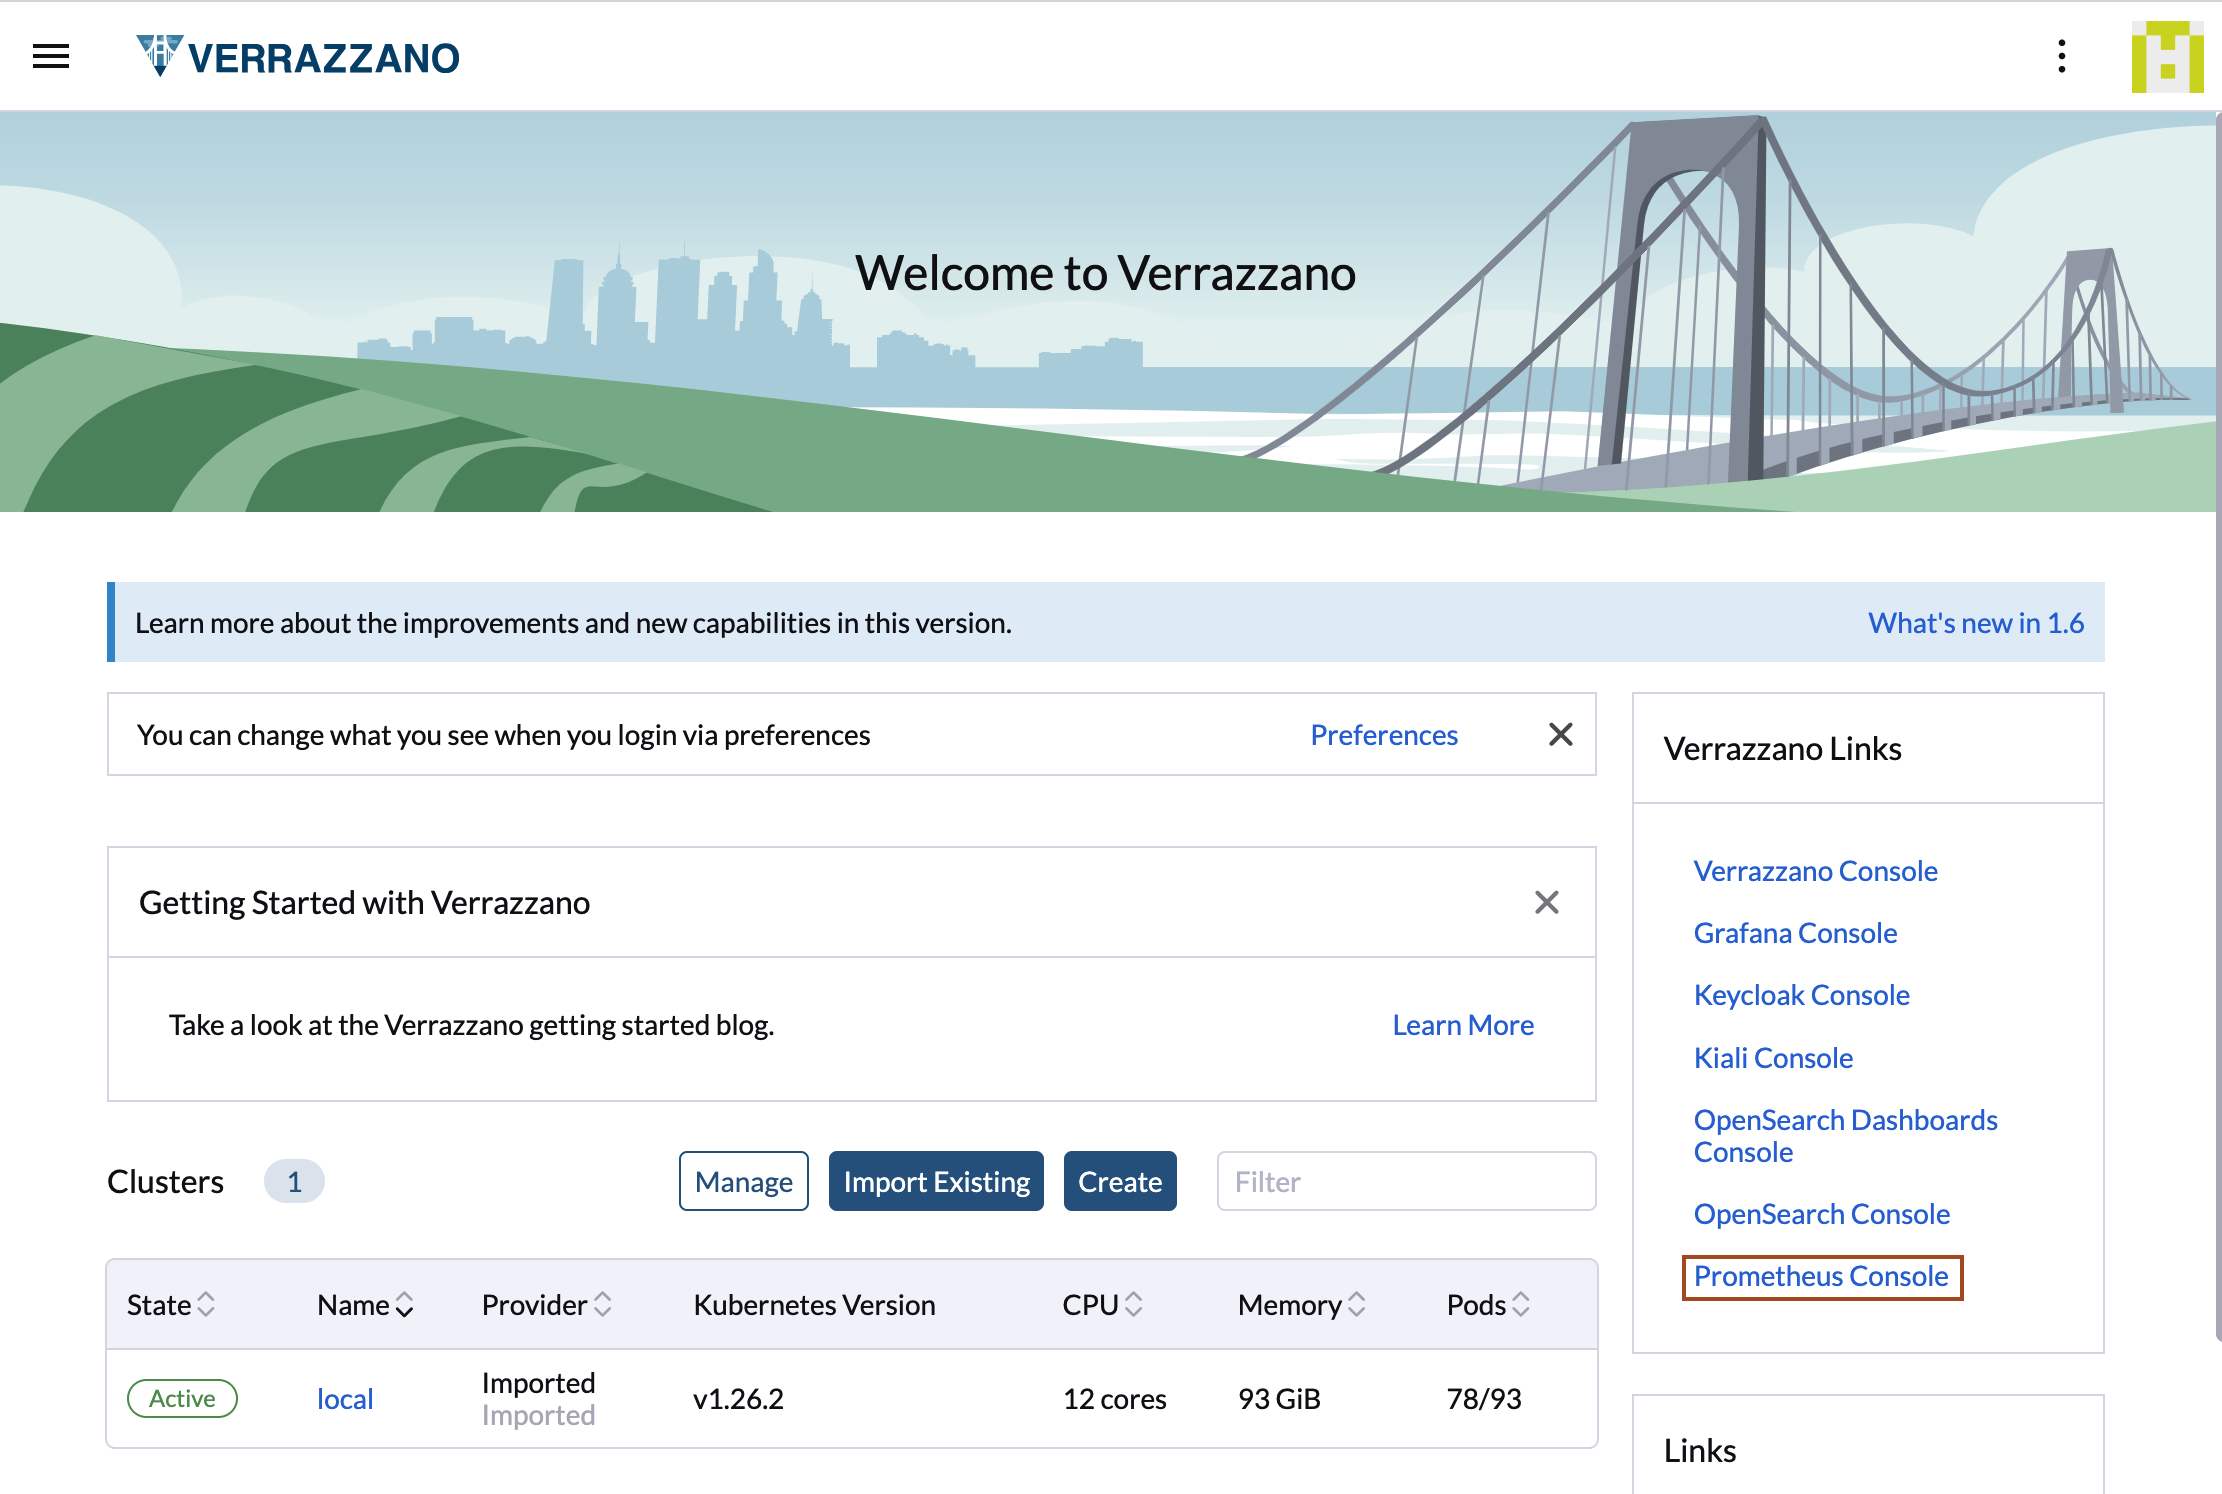 VERRAZZANO
Welcome to Verrazzano
Learn more about the improvements and new capabilities in this version.
What's new in 1.6
You can change what you see when you login via preferences
Preferences
Getting Started with Verrazzano
Take a look at the Verrazzano getting started blog.
Learn More
Clusters 1
Manage
Import Existing
Create
Filter
State Name Provider Kubernetes Version CPU Memory Pods
Active local Imported v1.26.2 12 cores 93 GiB 78/93
Imported
Verrazzano Links
Verrazzano Console
Grafana Console
Keycloak Console
Kiali Console
OpenSearch Dashboards
Console
OpenSearch Console
Prometheus Console
Links